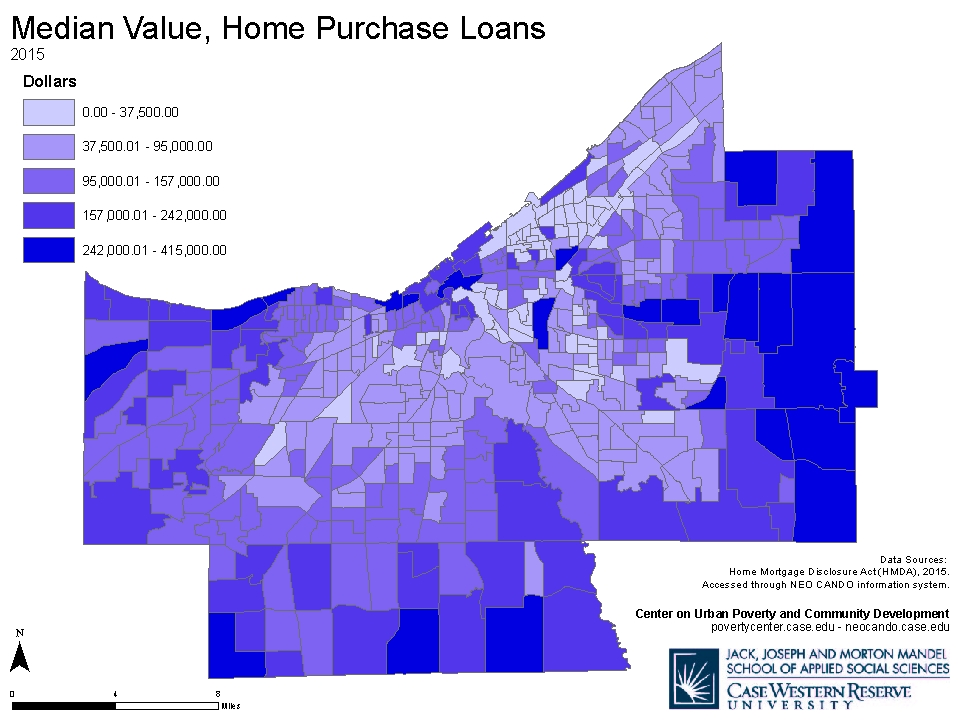 Median Value, Home Purchase Loans
2015
Dollars
0.00 - 37,500.00
37,500.01 - 95,000.00
95,000.01 - 157,000.00
157,000.01 - 242,000.00
242,000.01 - 415,000.00
Data Sources:
Home Mortgage Disclosure Act (HMDA), 2015.
Accessed through NEO CANDO information system.
Center on Urban Poverty and Community Development
povertycenter.case.edu - neocando.case.edu
N
0 4 8
Miles
JACK, JOSEPH AND MORTON MANDEL
SCHOOL OF APPLIED SOCIAL SCIENCES
CASE WESTERN RESERVE
UNIVERSITY